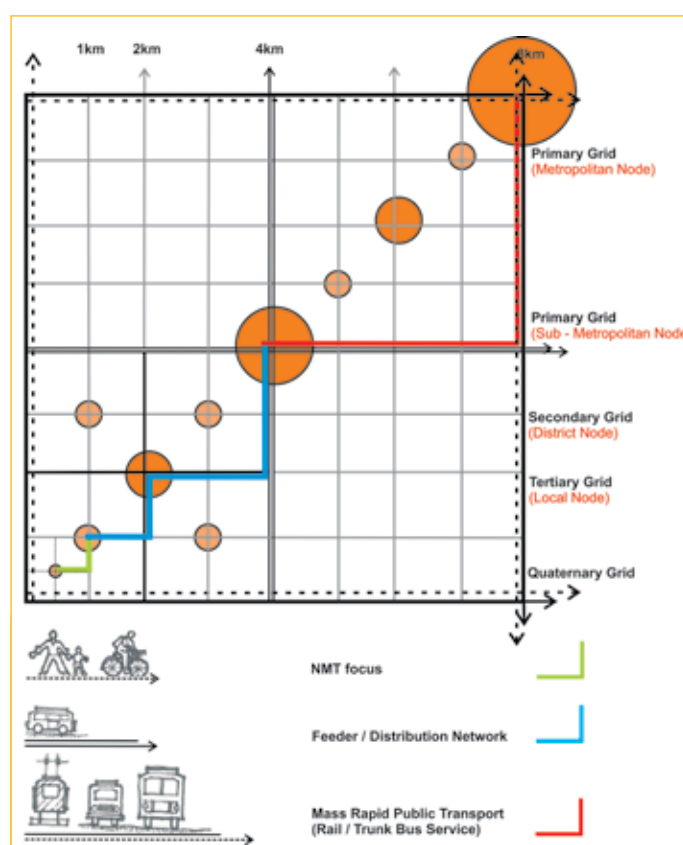 1km 2km 4km 8km
Primary Grid
(Metropolitan Node)
Primary Grid
(Sub - Metropolitan Node
Secondary Grid
(District Node)
Tertiary Grid
(Local Node)
Quaternary Grid
NMT focus
Feeder / Distribution Network
Mass Rapid Public Transport
(Rail / Trunk Bus Service)